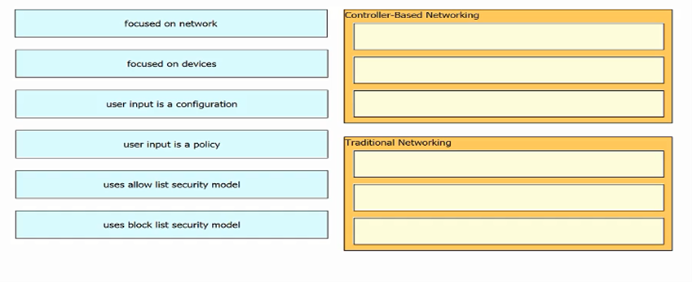 focused on network
focused on devices
user input is a configuration
user input is a policy
uses allow list security model
uses block list security model
Controller-Based Networking
Traditional Networking